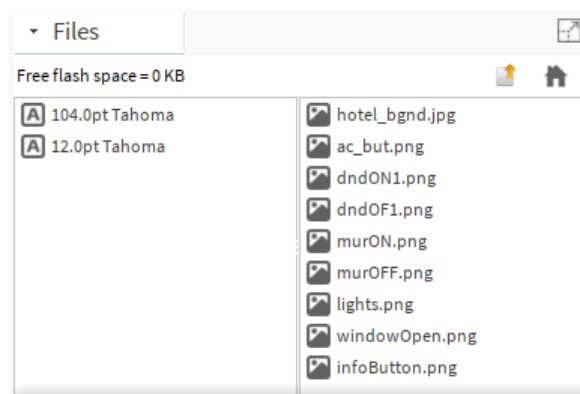 Files
Free flash space = 0 KB
A 104.0pt Tahoma
A 12.0pt Tahoma
hotel_bgnd.jpg
ac_but.png
dndON1.png
dndOF1.png
murON.png
murOFF.png
lights.png
windowOpen.png
infoButton.png